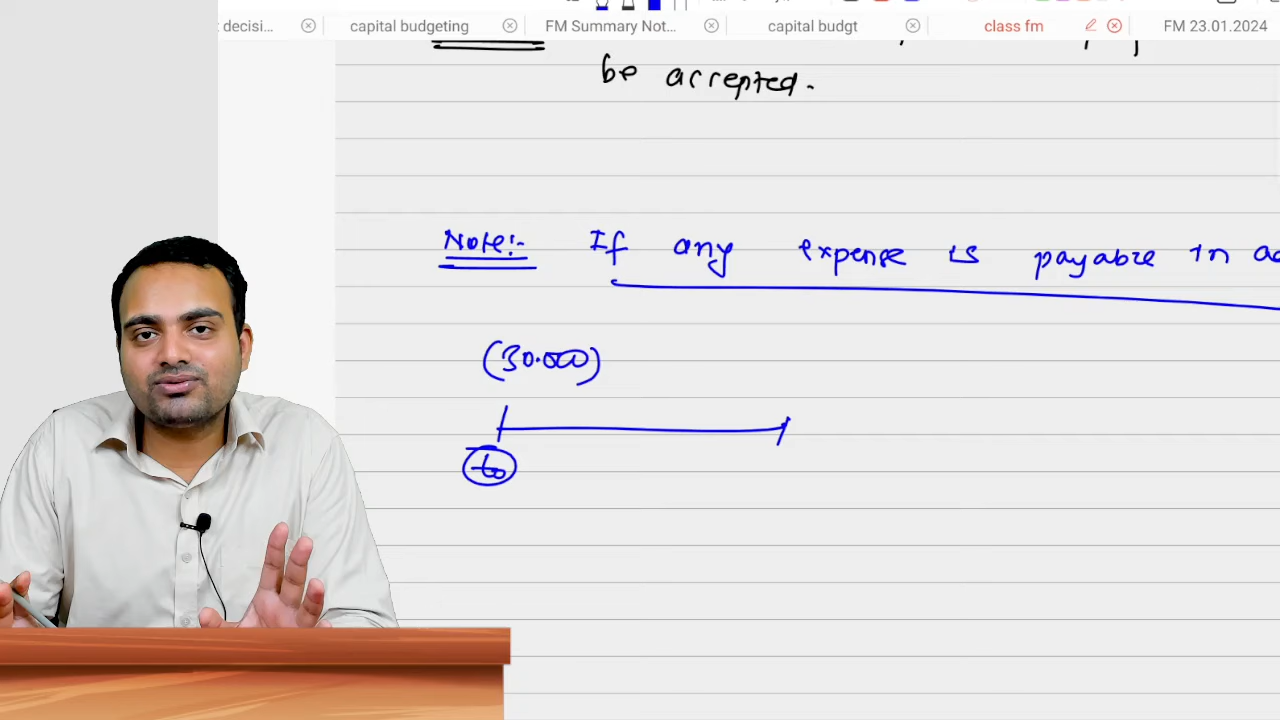 decisi...
capital budgeting
FM Summary Not...
capital budgt
class fm
FM 23.01.2024
be accepted.
Note:- If any expense is payable in
(30.000)
t0